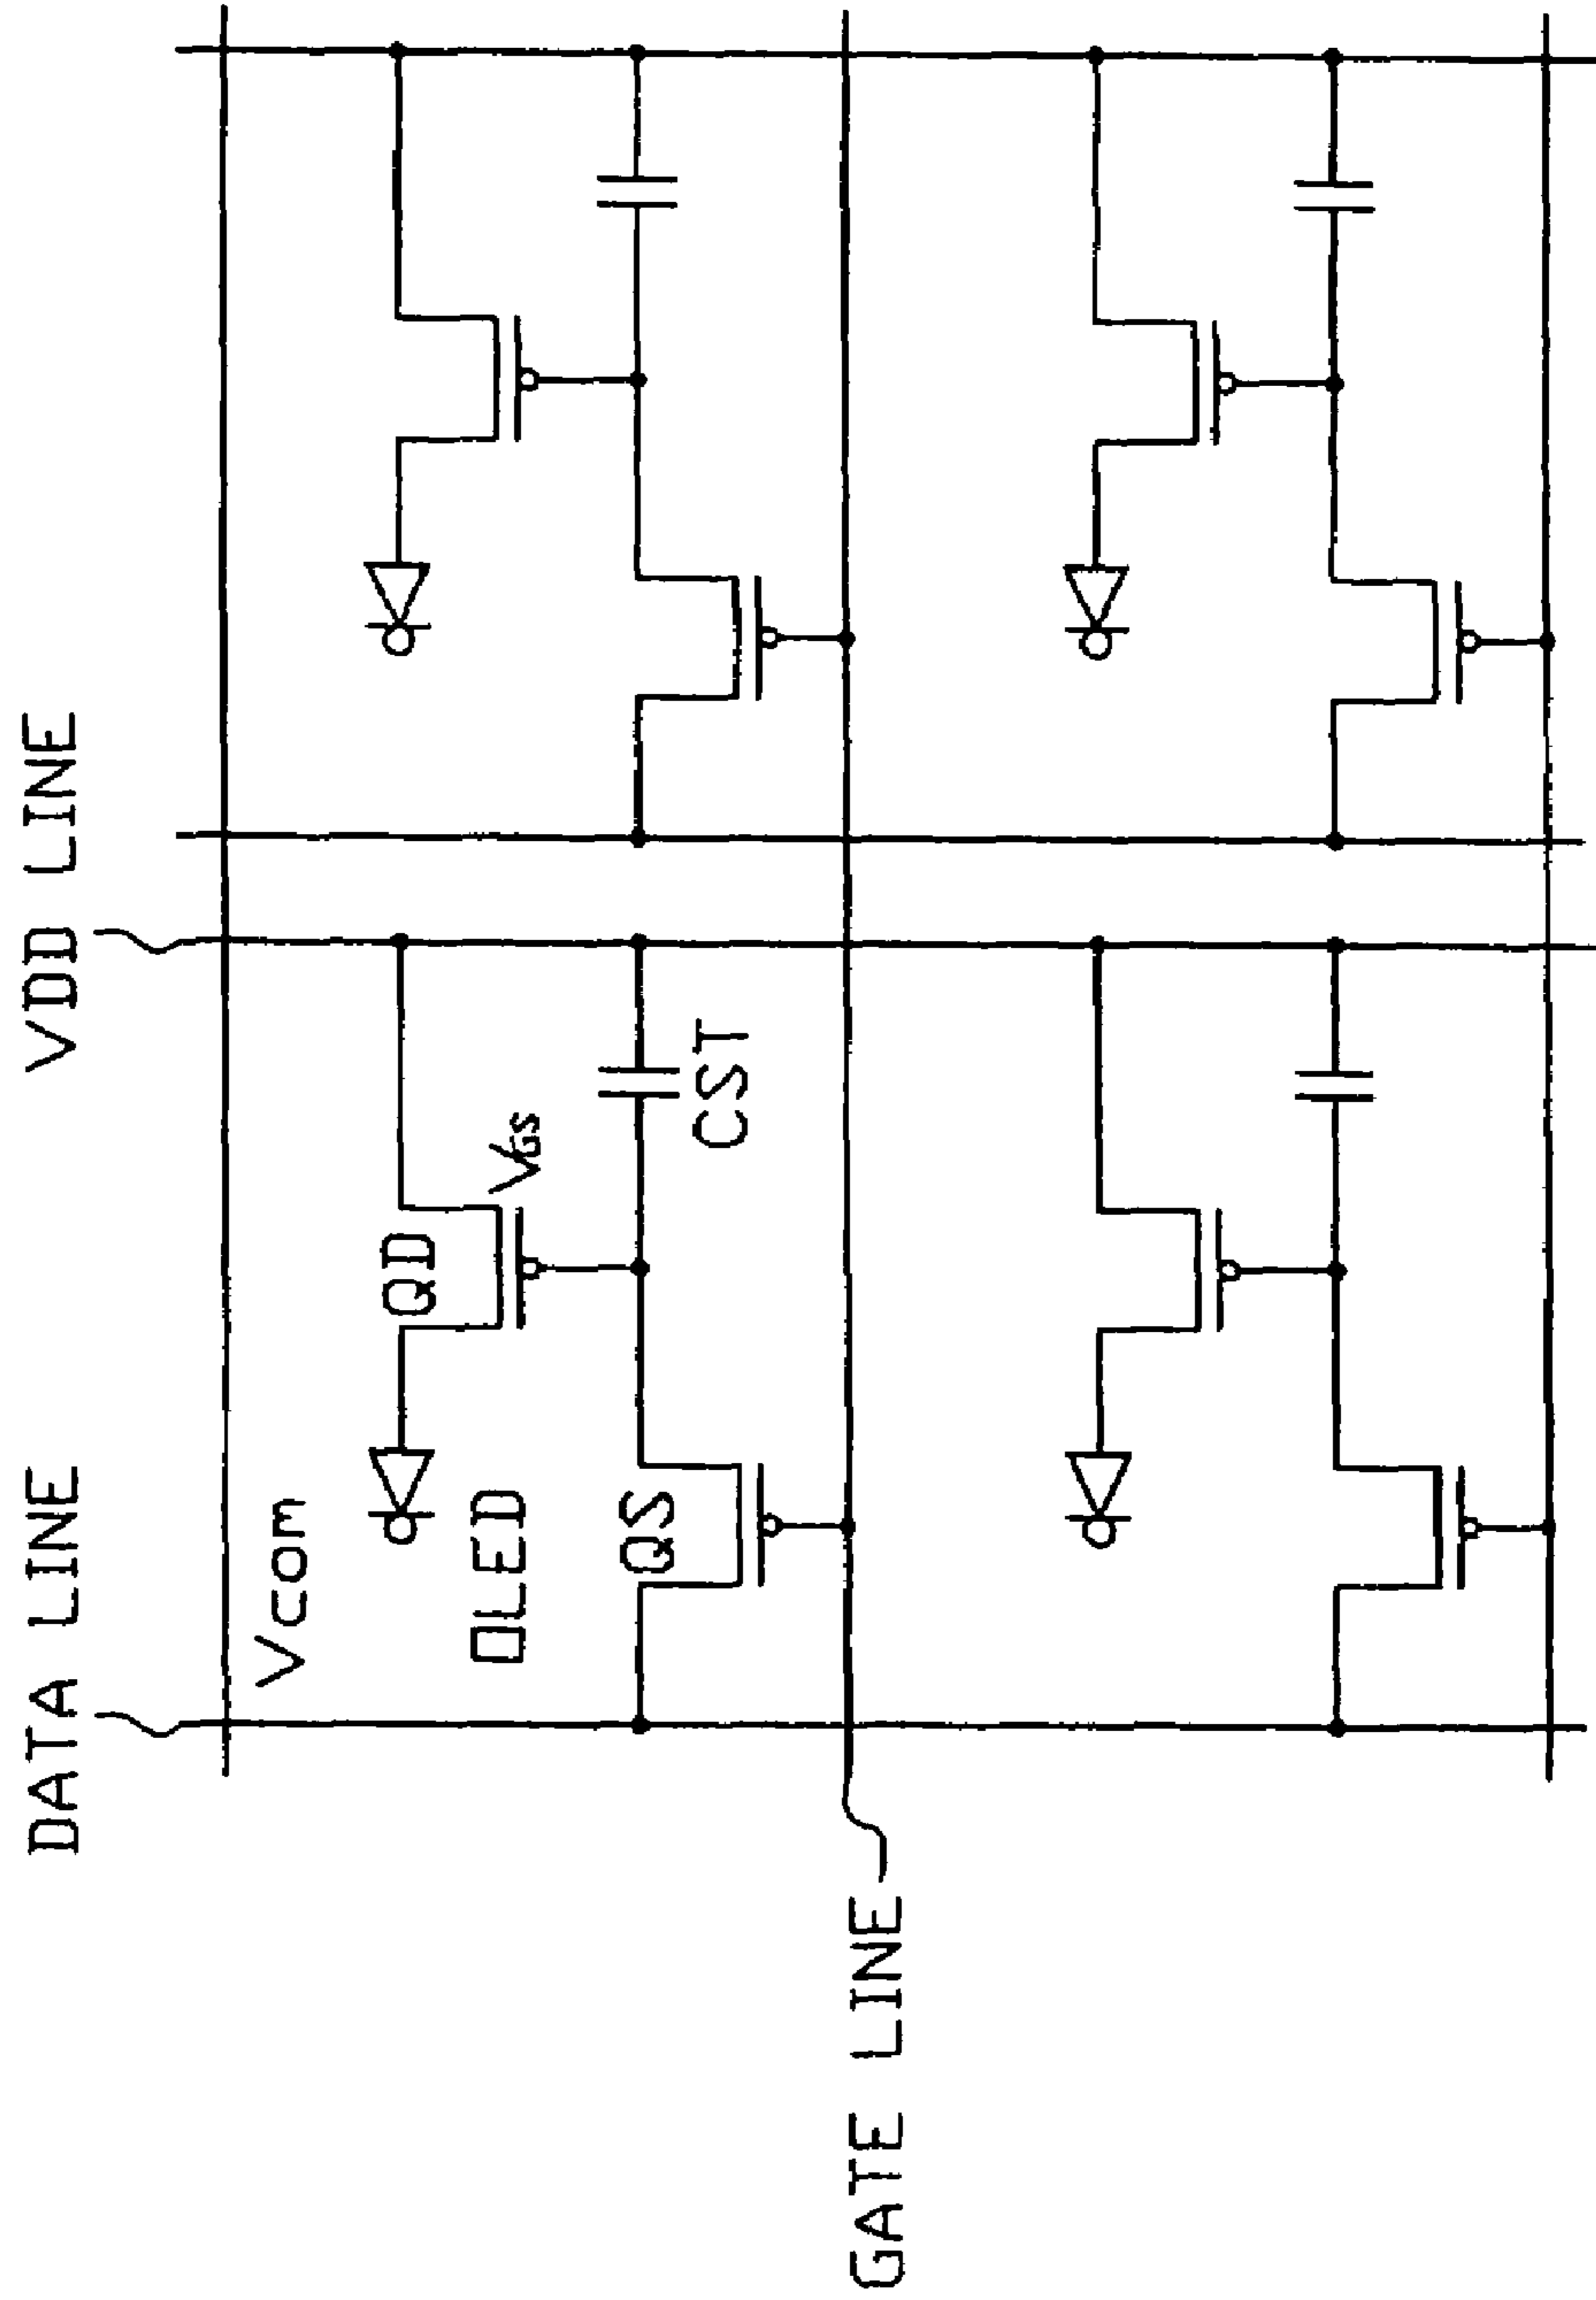 DATA LINE
VDD LINE
Vcom
QD
VGS
OLED
CST
QS
GATE LINE